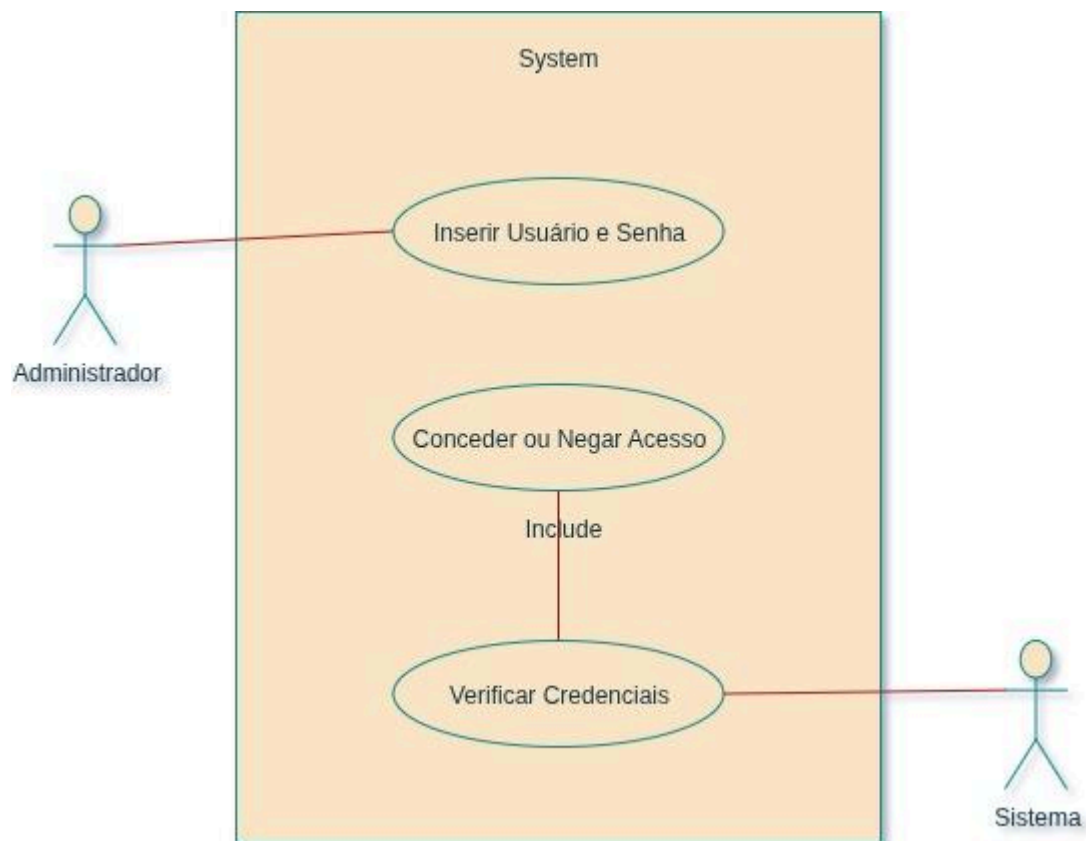 System
Inserir Usuário e Senha
Administrador
Conceder ou Negar Acesso
Include
Verificar Credenciais
Sistema